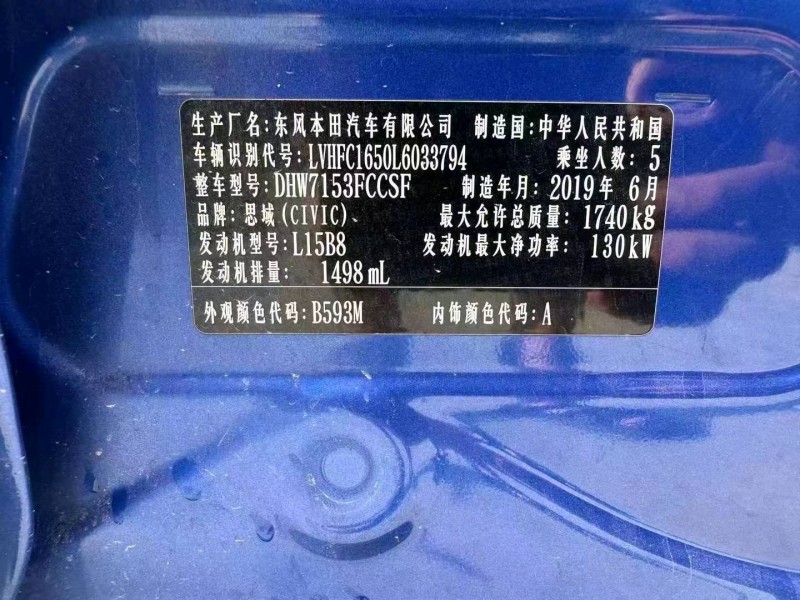 生产厂名:东风本田汽车有限公司 制造国:中华人民共和国
车辆识别代号:LVHFC1650L6033794 乘坐人数: 5
整车型号:DHW7153FCCSF 制造年月:2019年 6月
品牌:思域(CIVIC) 最大允许总质量:1740kg
发动机型号:L15B8 发动机最大净功率: 130kW
发动机排量: 1498mL
外观颜色代码:B593M 内饰颜色代码:A